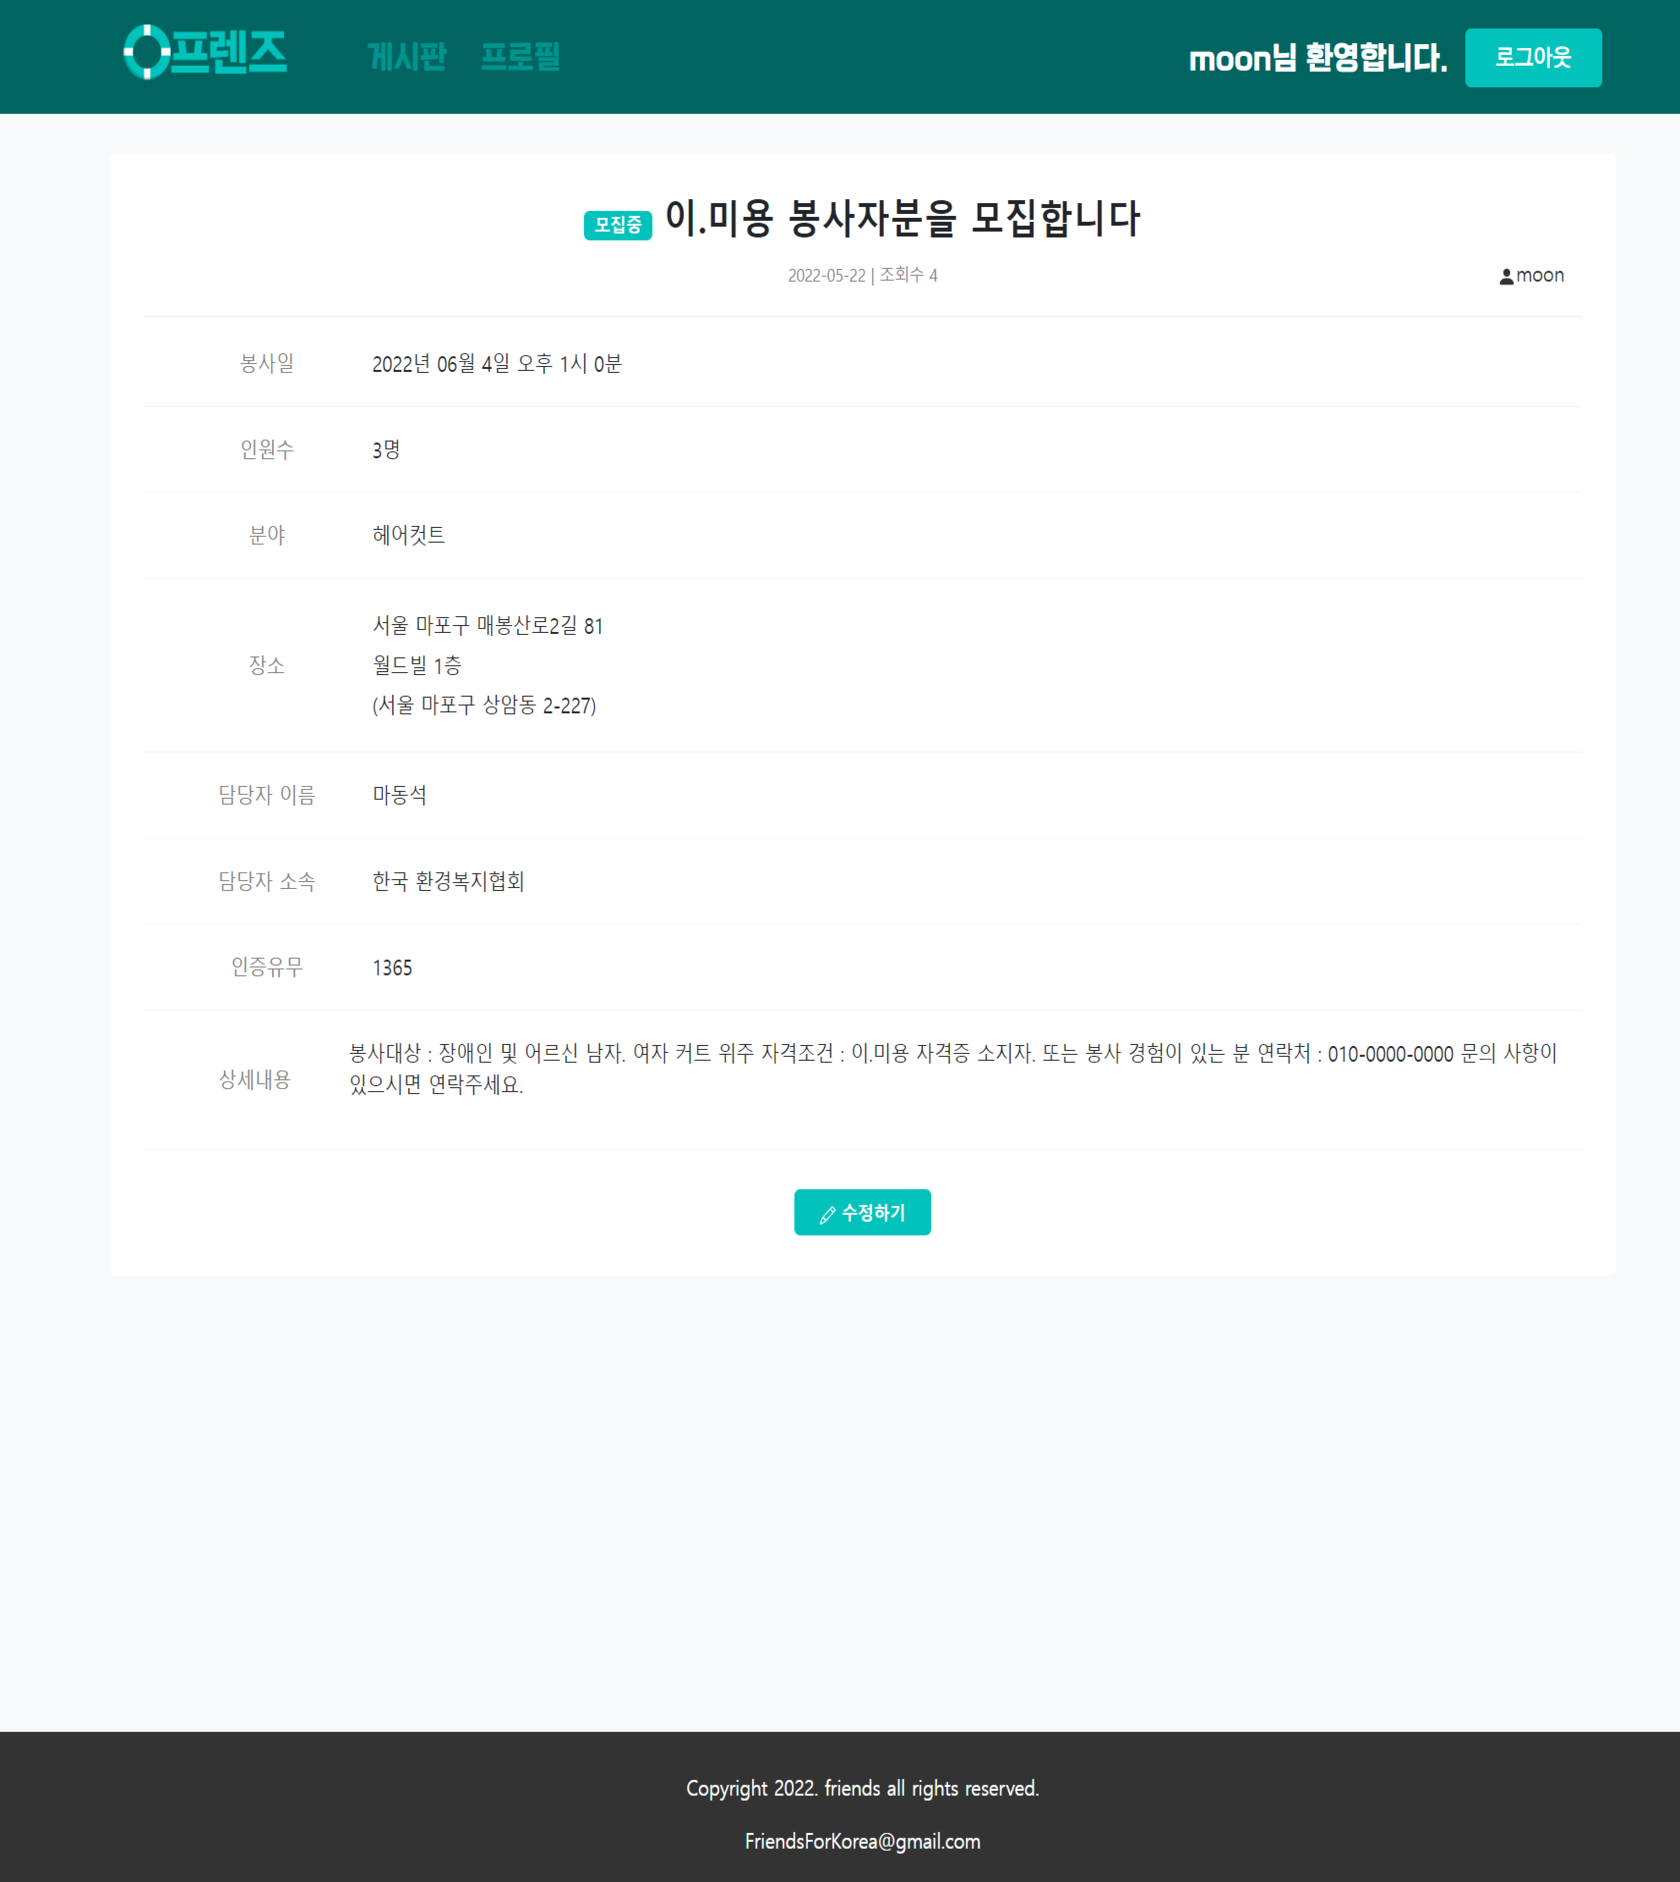 프렌즈 게시판 프로필 moon님 환영합니다. 로그아웃
모집중 이.미용 봉사자분을 모집합니다
2022-05-22 | 조회수 4
moon
봉사일 2022년 06월 4일 오후 1시 0분
인원수 3명
분야 헤어컷트
장소 서울 마포구 매봉산로2길 81
월드빌 1층
(서울 마포구 상암동 2-227)
담당자 이름 마동석
담당자 소속 한국 환경복지협회
인증유무 1365
상세내용 봉사대상 : 장애인 및 어르신 남자. 여자 커트 위주 자격조건 : 이.미용 자격증 소지자. 또는 봉사 경험이 있는 분 연락처 : 010-0000-0000 문의 사항이
있으시면 연락주세요.
수정하기
Copyright 2022. friends all rights reserved.
FriendsForKorea@gmail.com